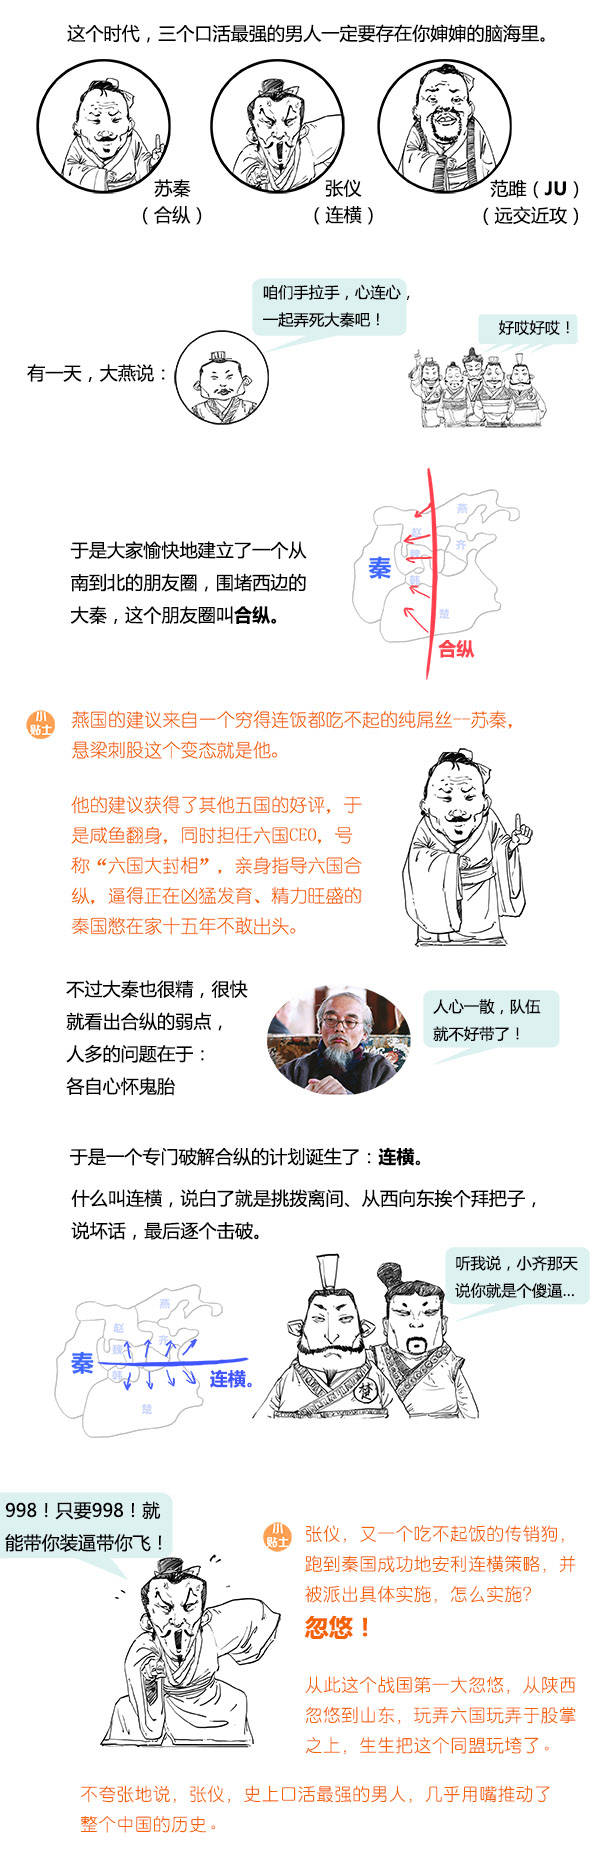 这个时代，三个口活最强的男人一定要存在你婶婶的脑海里。
苏秦
（合纵）
张仪
（连横）
范雎（JU）
（远交近攻）
咱们手拉手，心连心，
一起弄死大秦吧！
好哎好哎！
有一天，大燕说：
于是大家愉快地建立了一个从
南到北的朋友圈，围堵西边的
大秦，这个朋友圈叫合纵。
燕
赵
齐
魏
秦
韩
楚
合纵
小
贴士
燕国的建议来自一个穷得连饭都吃不起的纯屌丝--苏秦，
悬梁刺股这个变态就是他。
他的建议获得了其他五国的好评，于
是咸鱼翻身，同时担任六国CEO，号
称“六国大封相”，亲身指导六国合
纵，逼得正在凶猛发育、精力旺盛的
秦国憋在家十五年不敢出头。
不过大秦也很精，很快
就看出合纵的弱点，
人多的问题在于：
各自心怀鬼胎
人心一散，队伍
就不好带了！
于是一个专门破解合纵的计划诞生了：连横。
什么叫连横，说白了就是挑拨离间、从西向东挨个拜把子，
说坏话，最后逐个击破。
听我说，小齐那天
说你就是个傻逼...
燕
赵
齐
魏
秦
韩
连横。
楚
楚
998！只要998！就
能带你装逼带你飞！
小
贴士
张仪，又一个吃不起饭的传销狗，
跑到秦国成功地安利连横策略，并
被派出具体实施，怎么实施？
忽悠！
从此这个战国第一大忽悠，从陕西
忽悠到山东，玩弄六国玩弄于股掌
之上，生生把这个同盟玩垮了。
不夸张地说，张仪，史上口活最强的男人，几乎用嘴推动了
整个中国的历史。